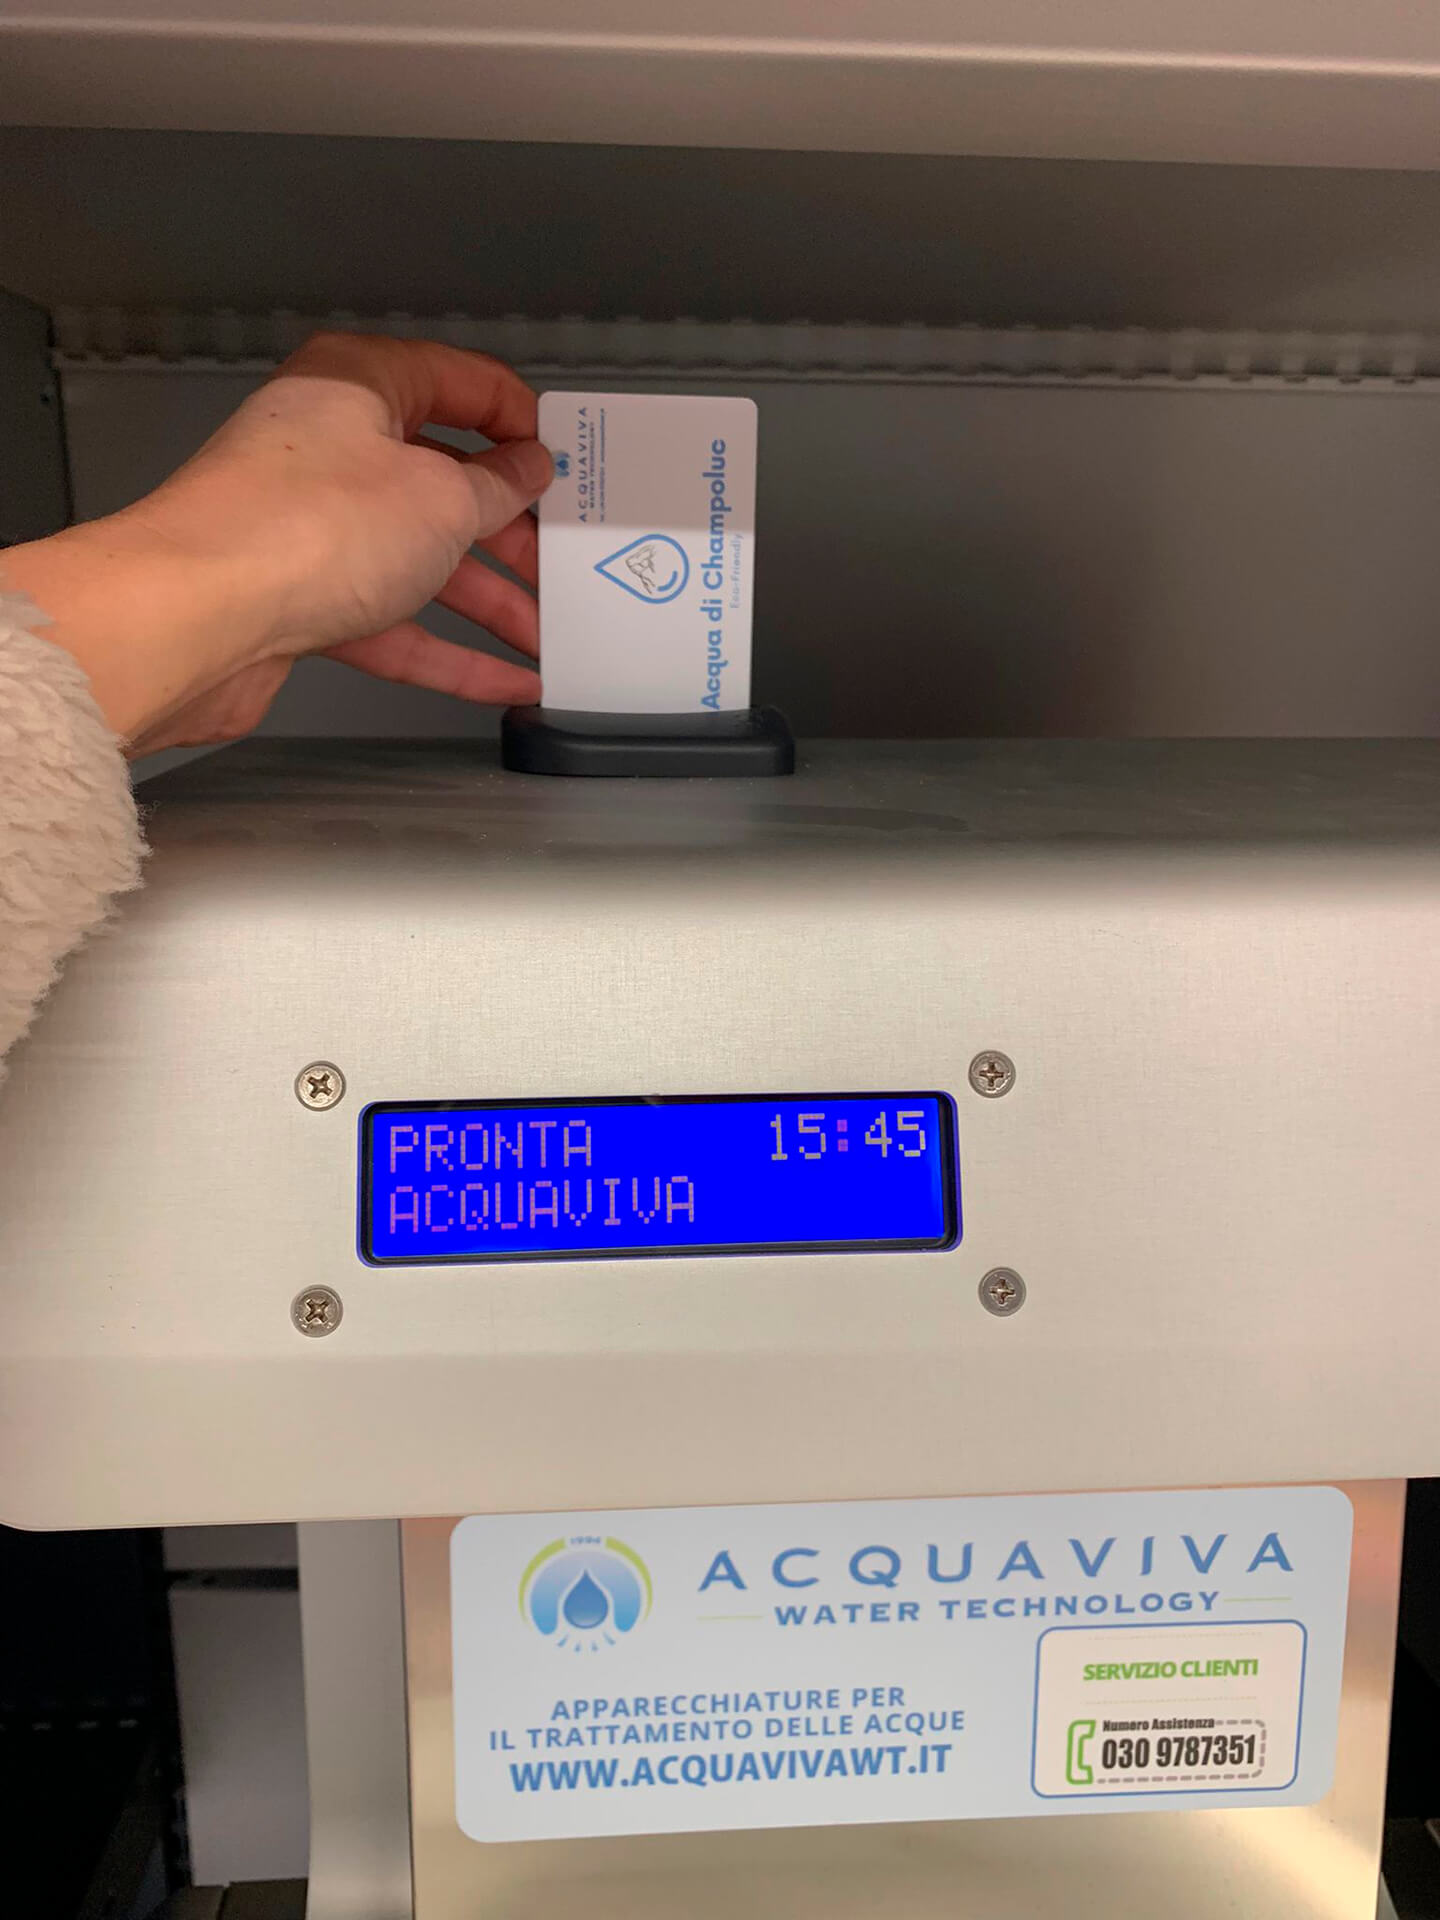 ACQUAVIVA
WATER TECHNOLOGY
Acqua di Champoluc
Eco-Friendly
PRONTA 15:45
ACQUAVIVA
1994
ACQUAVIVA
WATER TECHNOLOGY
APPARECCHIATURE PER
IL TRATTAMENTO DELLE ACQUE
WWW.ACQUAVIVAWT.IT
SERVIZIO CLIENTI
Numero Assistenza
030 9787351